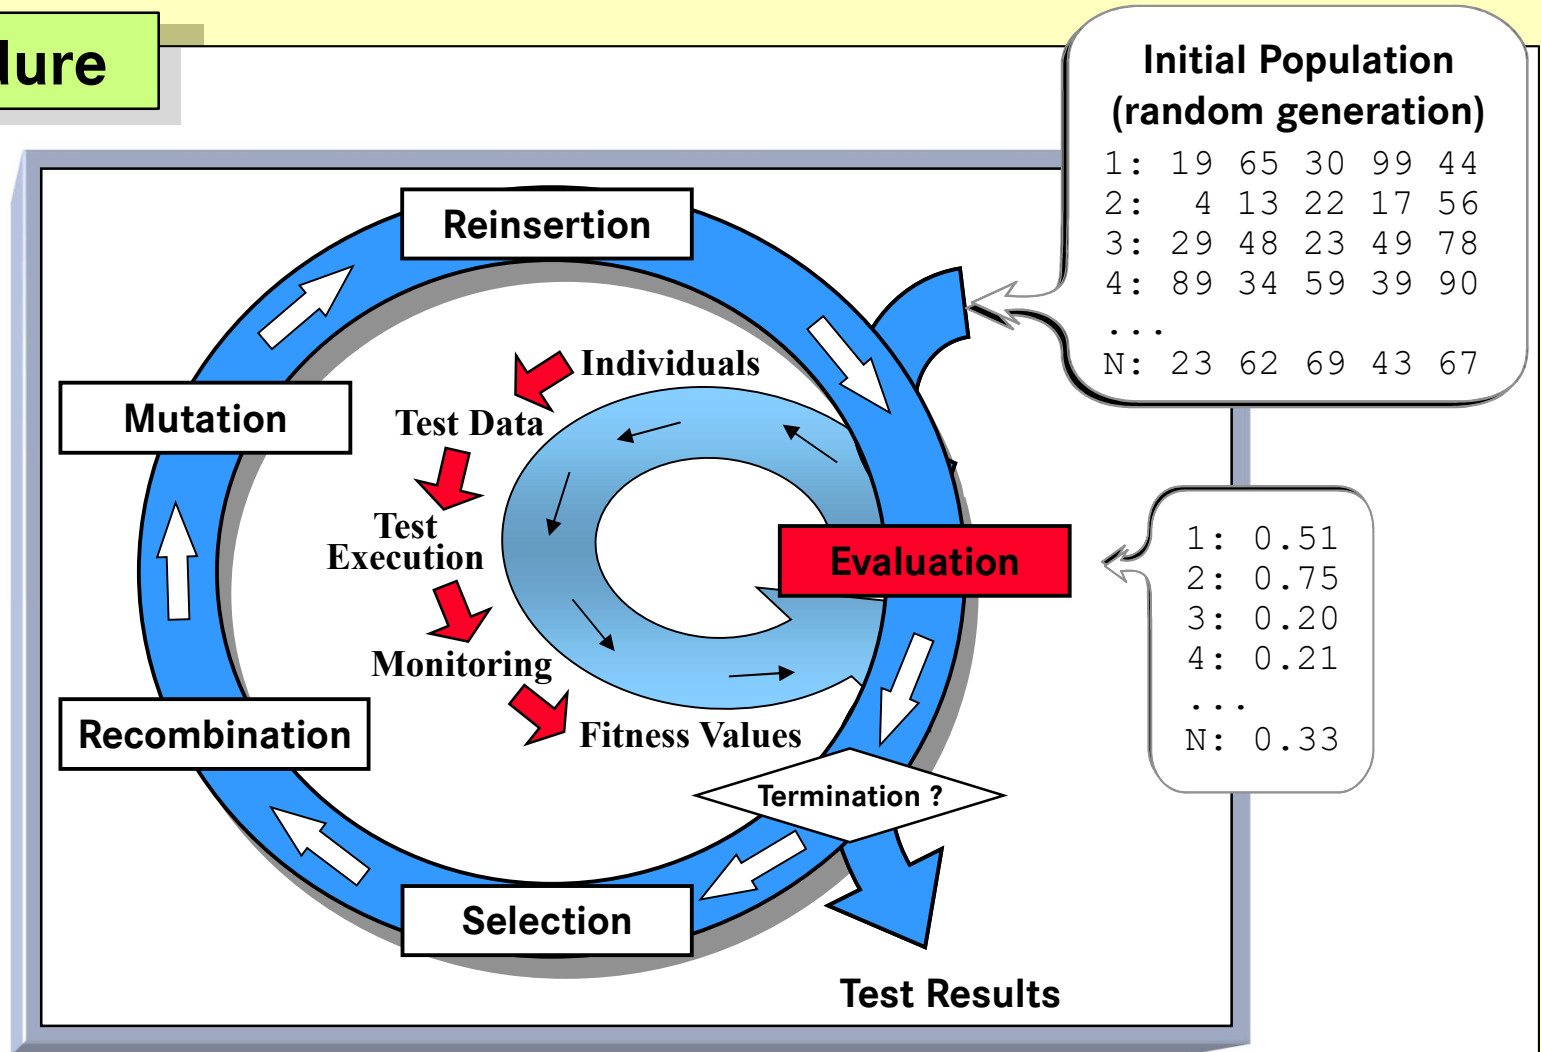 dure
Initial Population
(random generation)
1: 19 65 30 99 44
2: 4 13 22 17 56
3: 29 48 23 49 78
4: 89 34 59 39 90
...
N: 23 62 69 43 67
Reinsertion
Individuals
Mutation
Test Data
Test
Execution
Evaluation
1: 0.51
2: 0.75
3: 0.20
4: 0.21
...
N: 0.33
Monitoring
Recombination
Fitness Values
Termination ?
Selection
Test Results